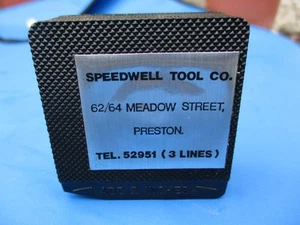 SPEEDWELL TOOL CO.
62/64 MEADOW STREET,
PRESTON.
TEL. 52951 (3 LINES)